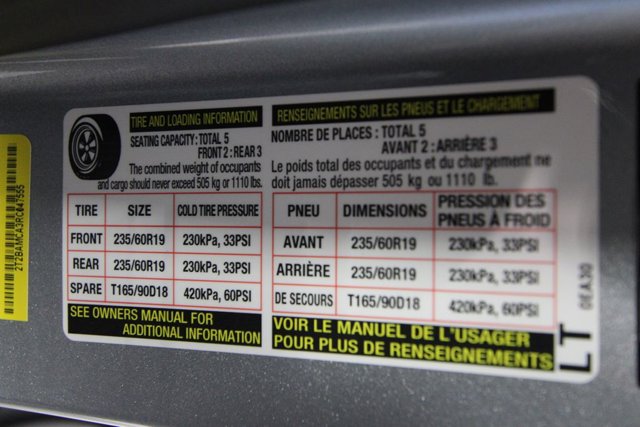 TIRE AND LOADING INFORMATION
SEATING CAPACITY: TOTAL 5
FRONT 2 : REAR 3
The combined weight of occupants
and cargo should never exceed 505 kg or 1110 lbs.
TIRE SIZE COLD TIRE PRESSURE
FRONT 235/60R19 230kPa, 33PSI
REAR 235/60R19 230kPa, 33PSI
SPARE T165/90D18 420kPa, 60PSI
SEE OWNERS MANUAL FOR
ADDITIONAL INFORMATION
RENSEIGNEMENTS SUR LES PNEUS ET LE CHARGEMENT
NOMBRE DE PLACES : TOTAL 5
AVANT 2 : ARRIÈRE 3
Le poids total des occupants et du chargement ne
doit jamais dépasser 505 kg ou 1110 lb.
PNEU DIMENSIONS PRESSION DES
PNEUS À FROID
AVANT 235/60R19 230kPa, 33PSI
ARRIÈRE 235/60R19 230kPa, 33PSI
DE SECOURS T165/90D18 420kPa, 60PSI
VOIR LE MANUEL DE L'USAGER
POUR PLUS DE RENSEIGNEMENTS
0EA30
LT
2T2BAMCA3RC047555